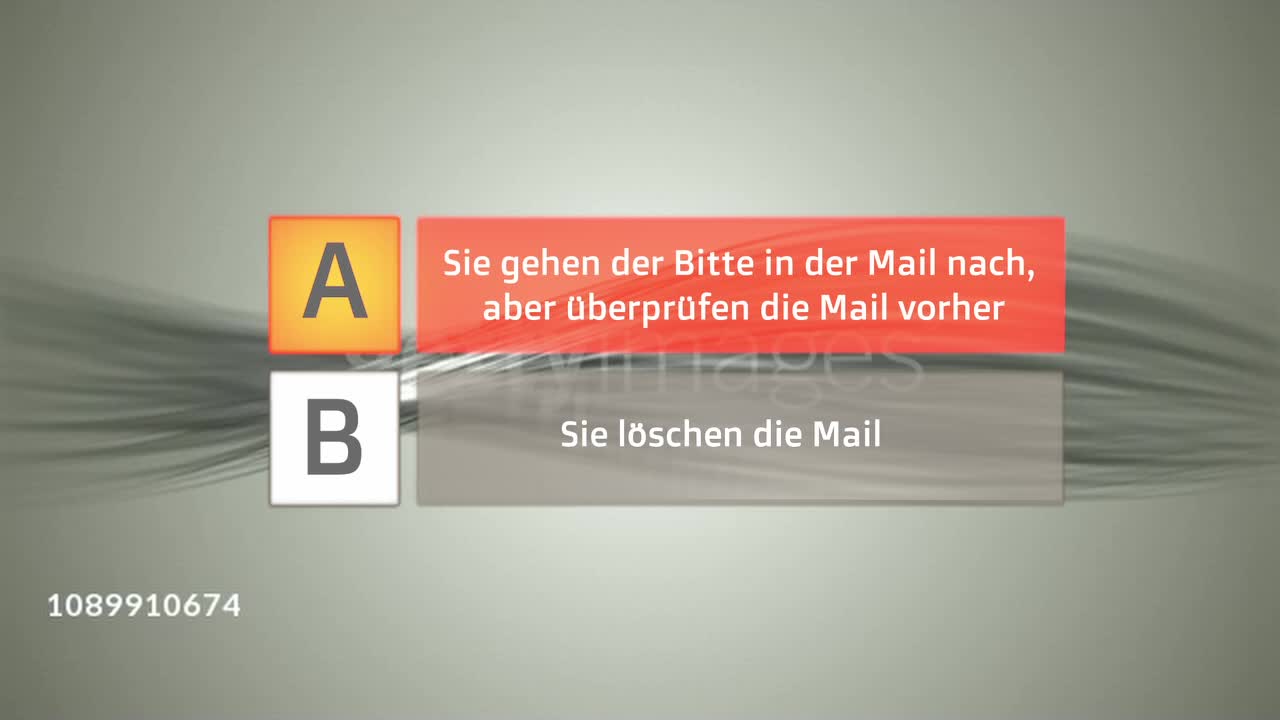 A
Sie gehen der Bitte in der Mail nach,
aber überprüfen die Mail vorher
B
Sie löschen die Mail
1089910674